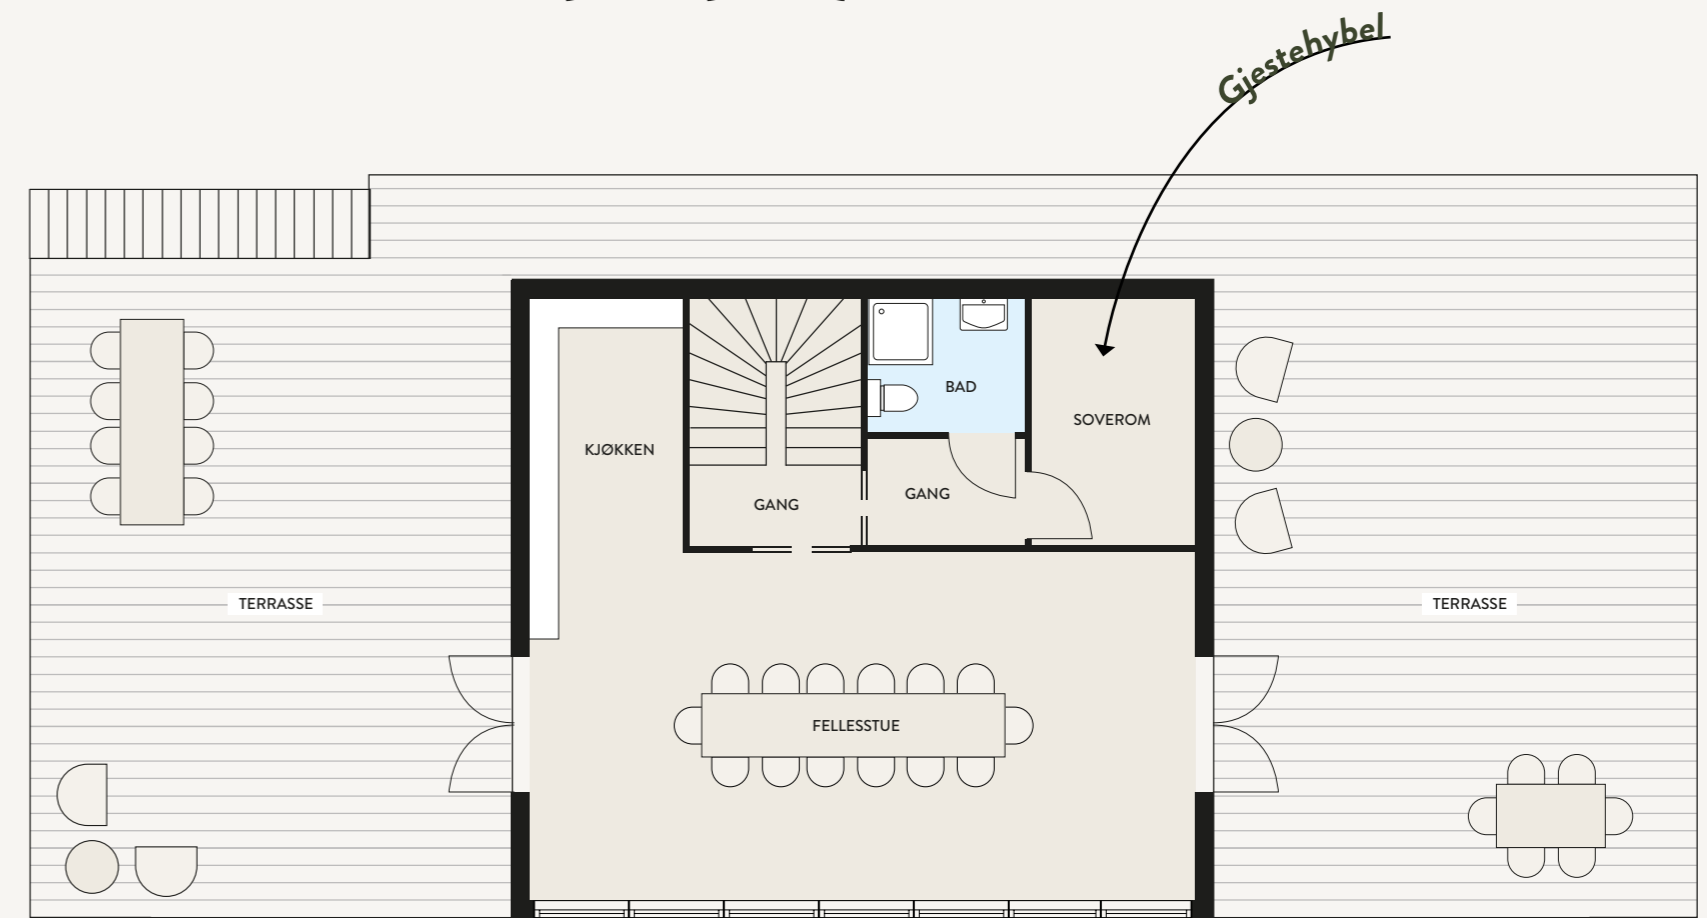 Gjestehybel
BAD
SOVEROM
KJØKKEN
GANG
GANG
TERRASSE
TERRASSE
FELLESSTUE